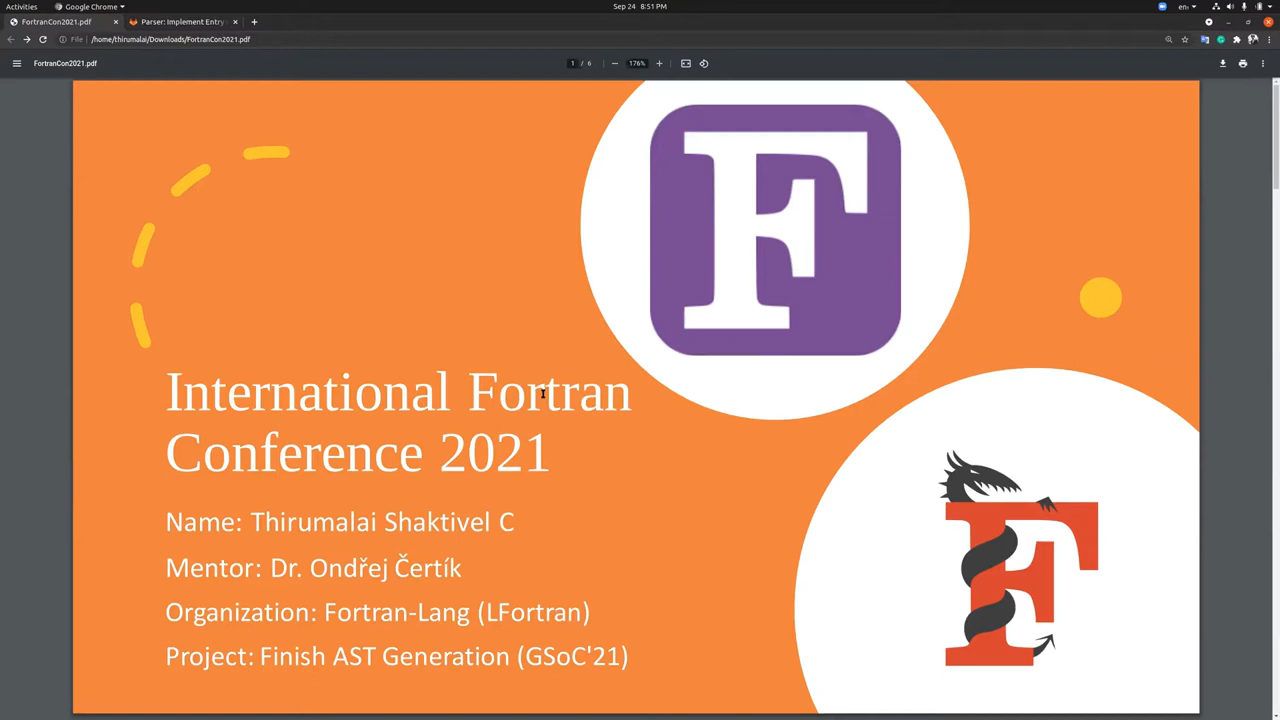 Activities
Google Chrome
Sep 24 8:51 PM
en
FortranCon2021.pdf
Parser: Implement Entry
File
/home/thirumalai/Downloads/FortranCon2021.pdf
FortranCon2021.pdf
1 / 6
176%
F
International Fortran
Conference 2021
Name: Thirumalai Shaktivel C
Mentor: Dr. Ondřej Čertík
Organization: Fortran-Lang (LFortran)
Project: Finish AST Generation (GSoC'21)
F